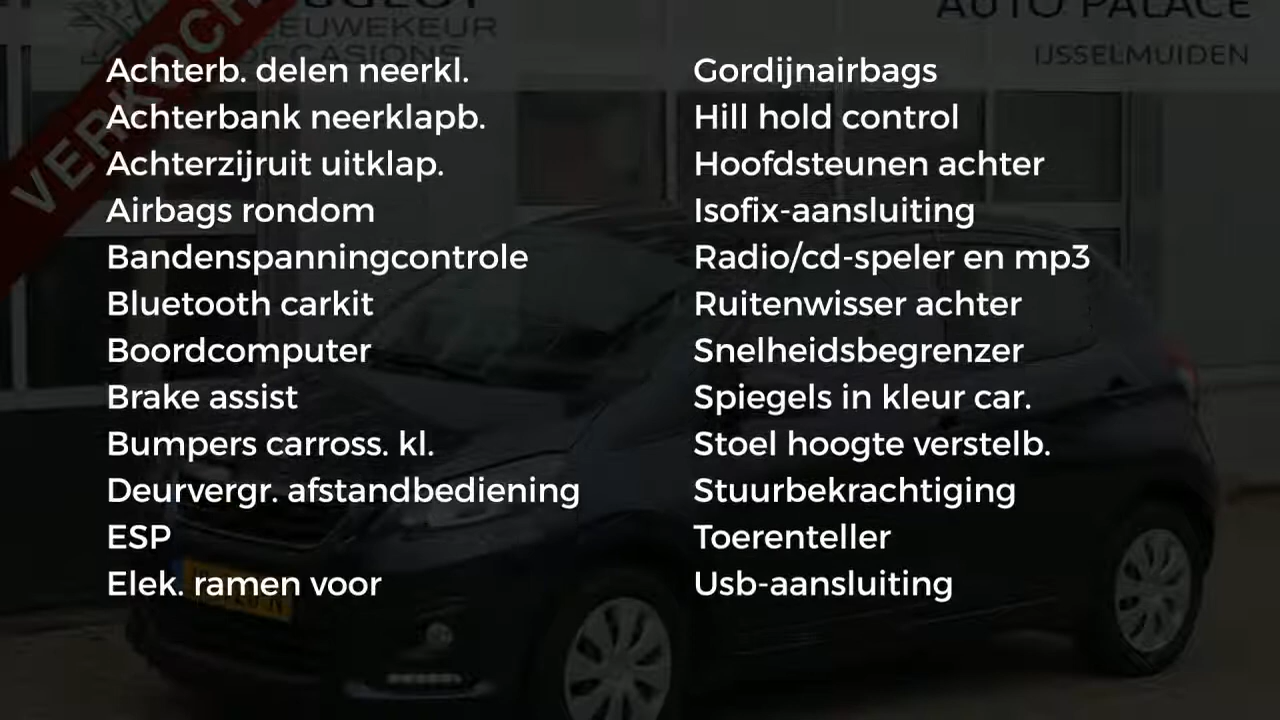 AUTO PALACE
IJSSELMUIDEN
OCCASIONS
VERKOCHT
Achterb. delen neerkl.
Achterbank neerklapb.
Achterzijruit uitklap.
Airbags rondom
Bandenspanningcontrole
Bluetooth carkit
Boordcomputer
Brake assist
Bumpers carross. kl.
Deurvergr. afstandbediening
ESP
Elek. ramen voor
Gordijnairbags
Hill hold control
Hoofdsteunen achter
Isofix-aansluiting
Radio/cd-speler en mp3
Ruitenwisser achter
Snelheidsbegrenzer
Spiegels in kleur car.
Stoel hoogte verstelb.
Stuurbekrachtiging
Toerenteller
Usb-aansluiting